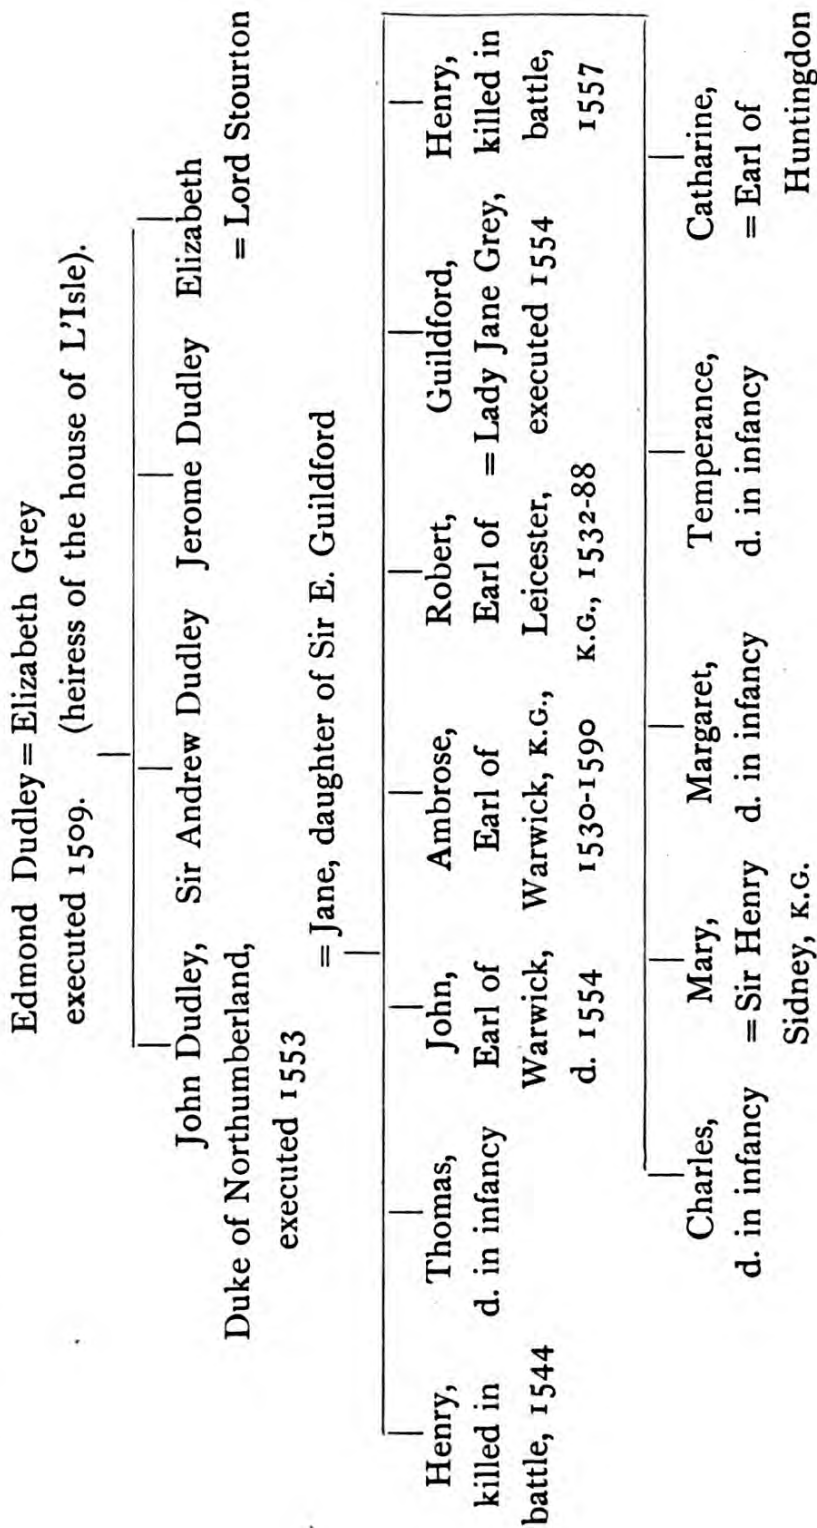 Edmond Dudley = Elizabeth Grey
executed 1509. (heiress of the house of L'Isle).
John Dudley, Sir Andrew Dudley Jerome Dudley Elizabeth
Duke of Northumberland, = Lord Stourton
executed 1553
= Jane, daughter of Sir E. Guildford
Henry, Thomas, John, Ambrose, Robert, Guildford, Henry,
killed in d. in infancy Earl of Earl of Earl of = Lady Jane Grey, killed in
battle, 1544 Warwick, Warwick, K.G., Leicester, executed 1554 battle,
d. 1554 1530-1590 K.G., 1532-88 1557
Charles, Mary, Margaret, Temperance, Catharine,
d. in infancy = Sir Henry d. in infancy d. in infancy = Earl of
Sidney, K.G. Huntingdon